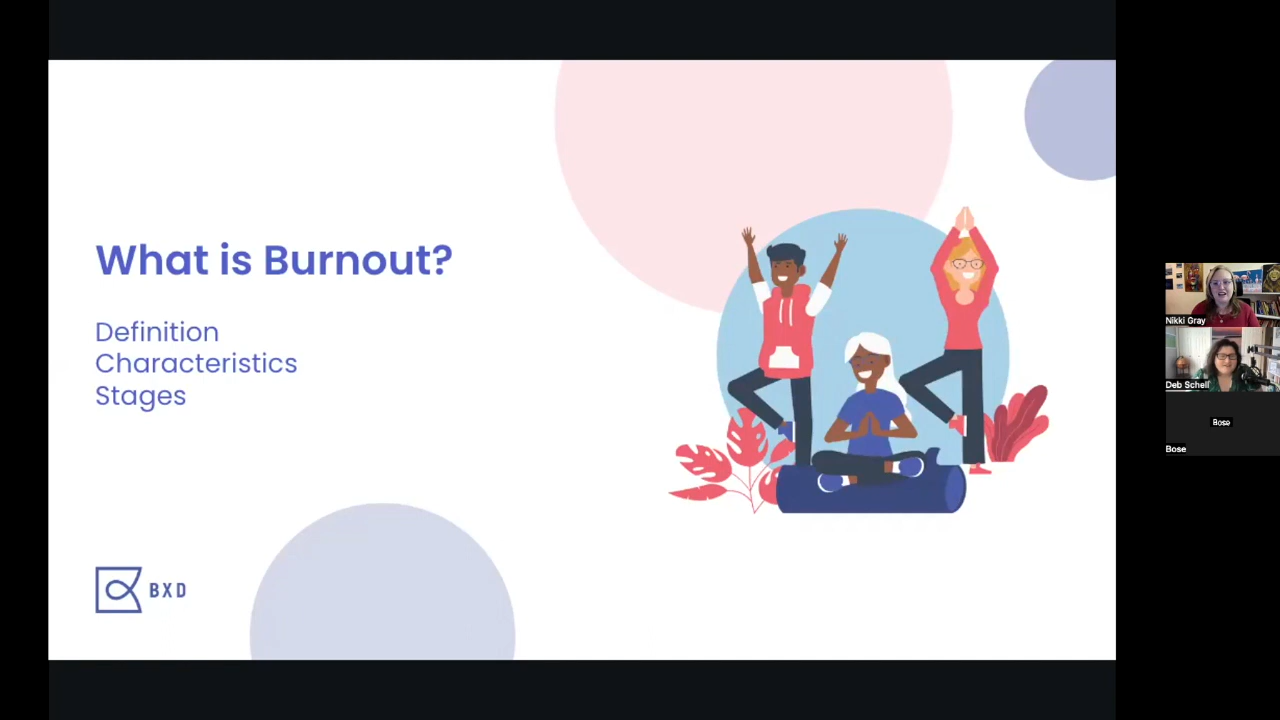 What is Burnout?
Definition
Characteristics
Stages
BXD
Nikki Gray
Deb Schell
Bose
Bose